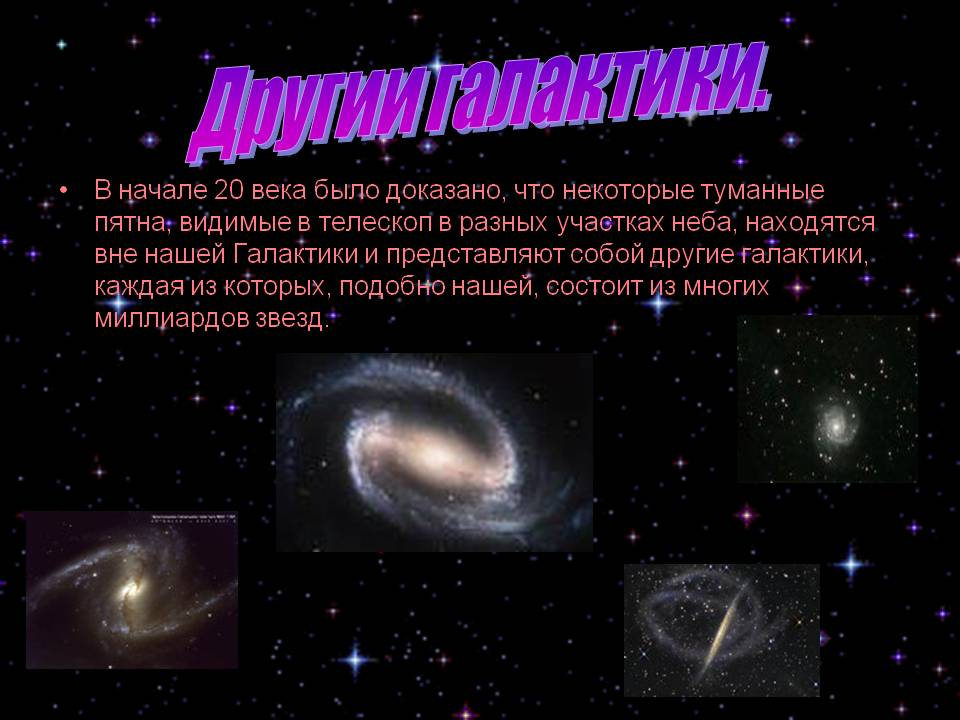 Другии галактики.
• В начале 20 века было доказано, что некоторые туманные
пятна, видимые в телескоп в разных участках неба, находятся
вне нашей Галактики и представляют собой другие галактики,
каждая из которых, подобно нашей, состоит из многих
миллиардов звезд.